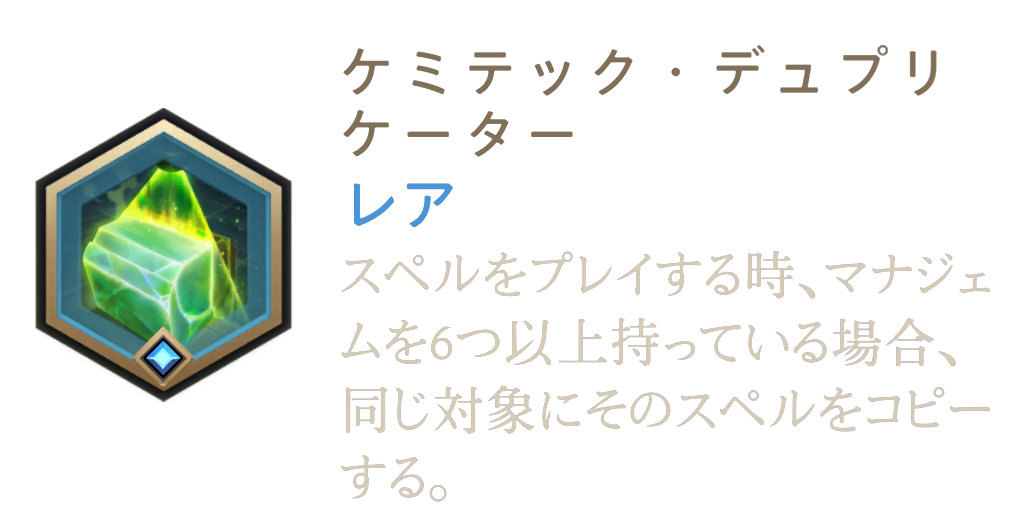 ケミテック・デュプリ
ケーター
レア
スペルをプレイする時、マナジェ
ムを6つ以上持っている場合、
同じ対象にそのスペルをコピー
する。